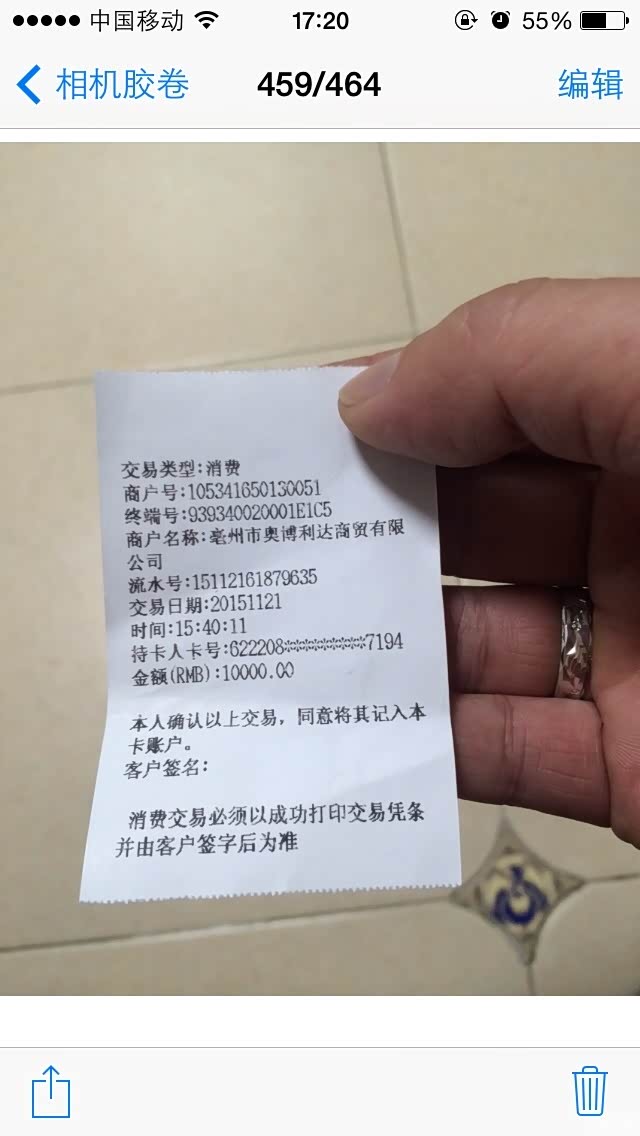 中国移动 17:20 55%
相机胶卷 459/464 编辑
交易类型:消费
商户号:105341650130051
终端号:939340020001E1C5
商户名称:亳州市奥博利达商贸有限
公司
流水号:15112161879635
交易日期:20151121
时间:15:40:11
持卡人卡号:622208*********7194
金额(RMB):10000.00
本人确认以上交易，同意将其记入本
卡账户。
客户签名:
消费交易必须以成功打印交易凭条
并由客户签字后为准